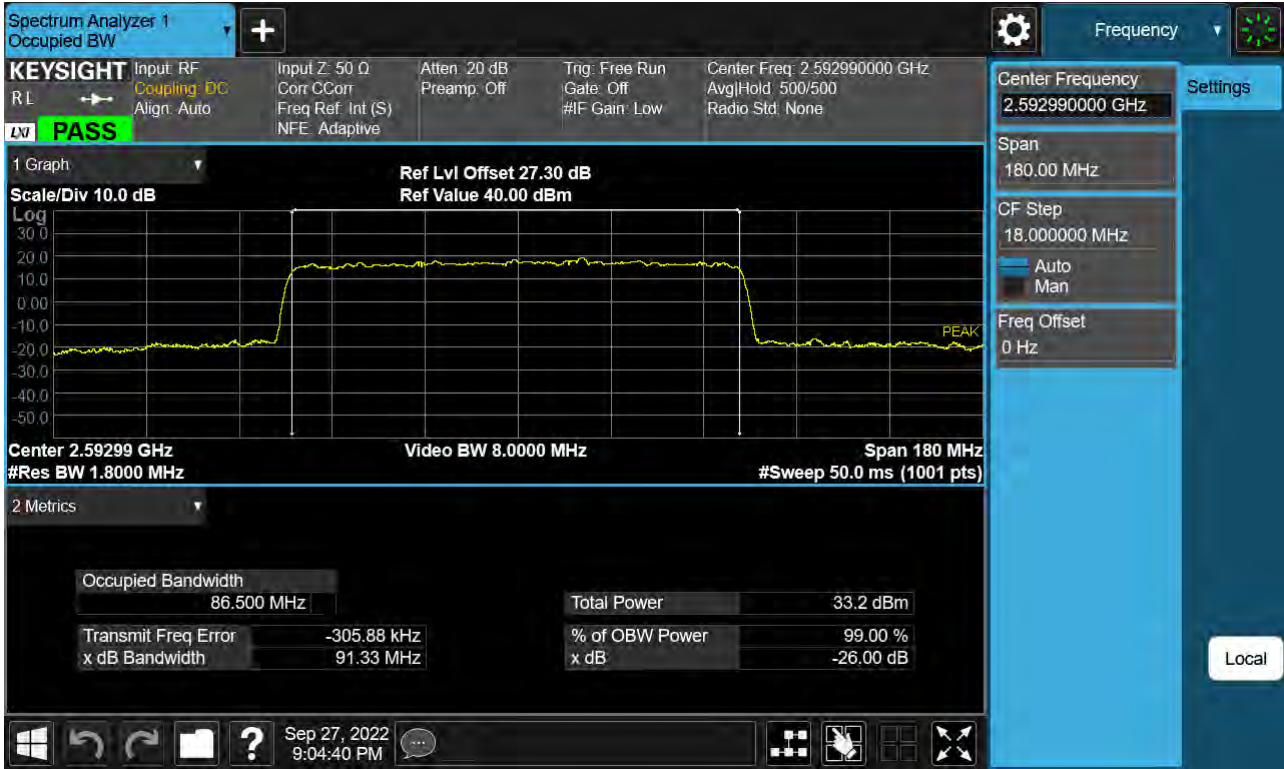 Spectrum Analyzer 1
Occupied BW
+
Frequency
KEYSIGHT
R L
LXI PASS
Input: RF
Coupling: DC
Align: Auto
Input Z: 50 Ω
Corr CCorr
Freq Ref: Int (S)
NFE: Adaptive
Atten: 20 dB
Preamp: Off
Trig: Free Run
Gate: Off
#IF Gain: Low
Center Freq: 2.592990000 GHz
Avg|Hold: 500/500
Radio Std: None
Center Frequency
2.592990000 GHz
Settings
Span
180.00 MHz
CF Step
18.000000 MHz
Auto
Man
Freq Offset
0 Hz
Local
1 Graph
Scale/Div 10.0 dB
Ref Lvl Offset 27.30 dB
Ref Value 40.00 dBm
Log
30.0
20.0
10.0
0.00
-10.0
-20.0
-30.0
-40.0
-50.0
PEAK
Center 2.59299 GHz
#Res BW 1.8000 MHz
Video BW 8.0000 MHz
Span 180 MHz
#Sweep 50.0 ms (1001 pts)
2 Metrics
Occupied Bandwidth
86.500 MHz
Total Power 33.2 dBm
Transmit Freq Error -305.88 kHz
% of OBW Power 99.00 %
x dB Bandwidth 91.33 MHz
x dB -26.00 dB
?
Sep 27, 2022
9:04:40 PM